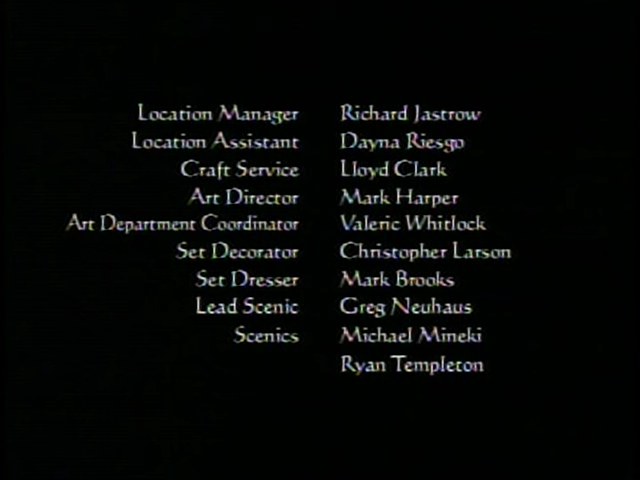 Location Manager Richard Jastrow
Location Assistant Dayna Riesgo
Craft Service Lloyd Clark
Art Director Mark Harper
Art Department Coordinator Valerie Whitlock
Set Decorator Christopher Larson
Set Dresser Mark Brooks
Lead Scenic Greg Neuhaus
Scenics Michael Mineki
Ryan Templeton